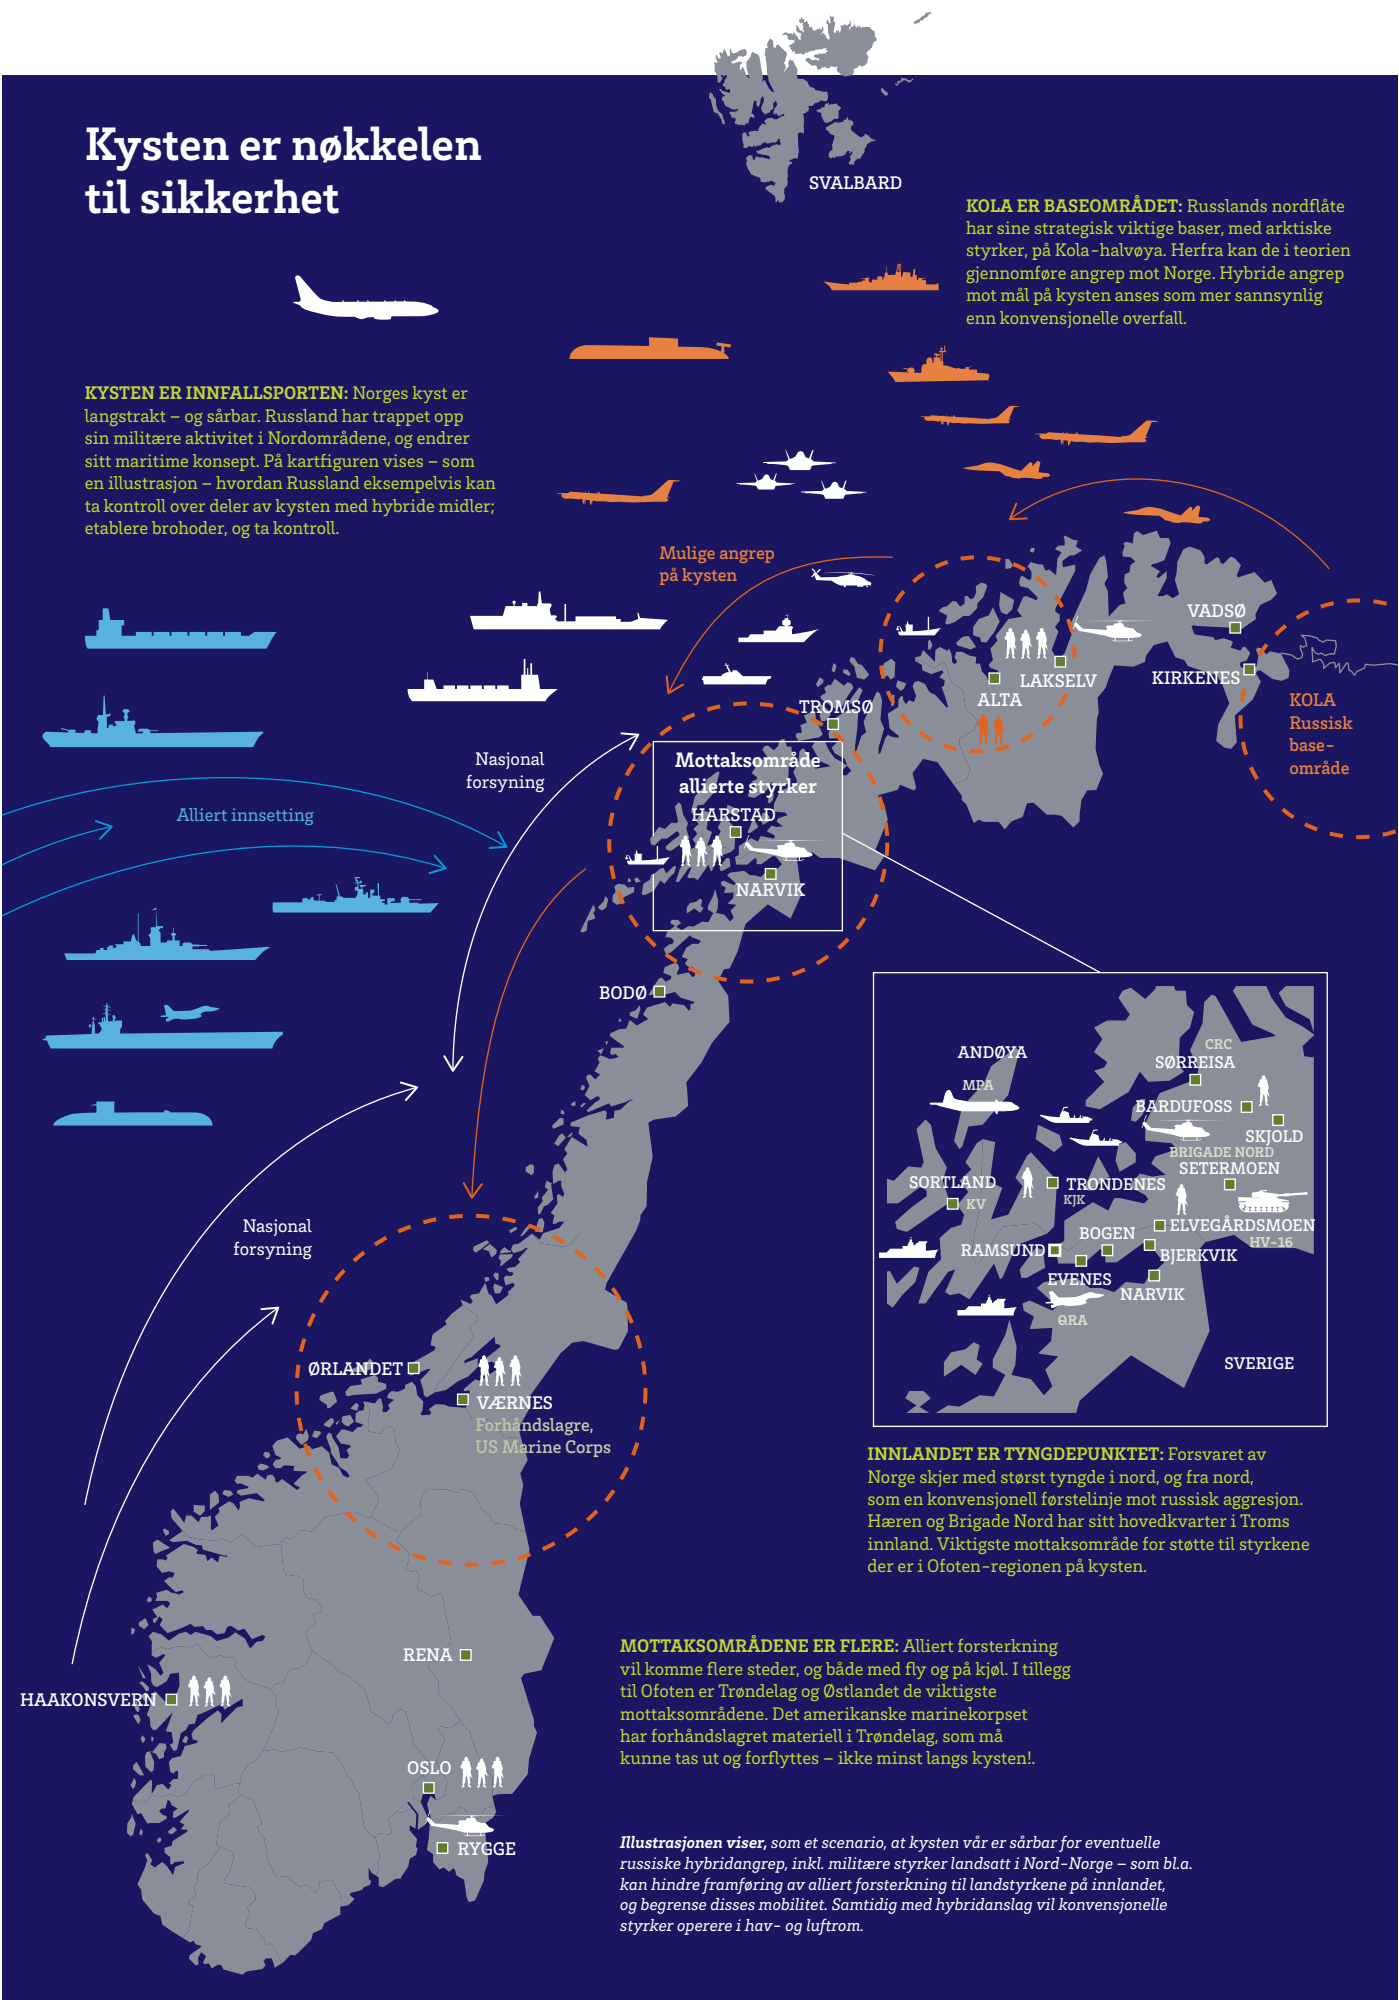 Kysten er nøkkelen
til sikkerhet
SVALBARD
KOLA ER BASEOMRÅDET: Russlands nordflåte
har sine strategisk viktige baser, med arktiske
styrker, på Kola-halvøya. Herfra kan de i teorien
gjennomføre angrep mot Norge. Hybride angrep
mot mål på kysten anses som mer sannsynlig
enn konvensjonelle overfall.
KYSTEN ER INNFALLSPORTEN: Norges kyst er
langstrakt – og sårbar. Russland har trappet opp
sin militære aktivitet i Nordområdene, og endrer
sitt maritime konsept. På kartfiguren vises – som
en illustrasjon – hvordan Russland eksempelvis kan
ta kontroll over deler av kysten med hybride midler;
etablere brohoder, og ta kontroll.
Mulige angrep
på kysten
VADSØ
KIRKENES
LAKSELV
ALTA
TROMSØ
KOLA
Russisk
base-
område
Nasjonal
forsyning
Mottaksområde
allierte styrker
HARSTAD
NARVIK
Alliert innsetting
BODØ
ANDØYA
MPA
CRC
SØRREISA
BARDUFOSS
SKJOLD
BRIGADE NORD
SETERMOEN
SORTLAND
KV
TRONDENES
KJK
ELVEGÅRDSMOEN
HV-16
BOGEN
RAMSUND
BJERKVIK
EVENES
NARVIK
QRA
SVERIGE
Nasjonal
forsyning
ØRLANDET
VÆRNES
Forhåndslagre,
US Marine Corps
INNLANDET ER TYNGDEPUNKTET: Forsvaret av
Norge skjer med størst tyngde i nord, og fra nord,
som en konvensjonell førstelinje mot russisk aggresjon.
Hæren og Brigade Nord har sitt hovedkvarter i Troms
innland. Viktigste mottaksområde for støtte til styrkene
der er i Ofoten-regionen på kysten.
RENA
HAAKONSVERN
OSLO
RYGGE
MOTTAKSOMRÅDENE ER FLERE: Alliert forsterkning
vil komme flere steder, og både med fly og på kjøl. I tillegg
til Ofoten er Trøndelag og Østlandet de viktigste
mottaksområdene. Det amerikanske marinekorpset
har forhåndslagret materiell i Trøndelag, som må
kunne tas ut og forflyttes – ikke minst langs kysten!.
Illustrasjonen viser, som et scenario, at kysten vår er sårbar for eventuelle
russiske hybridangrep, inkl. militære styrker landsatt i Nord-Norge – som bl.a.
kan hindre framføring av alliert forsterkning til landstyrkene på innlandet,
og begrense disses mobilitet. Samtidig med hybridanslag vil konvensjonelle
styrker operere i hav- og luftrom.